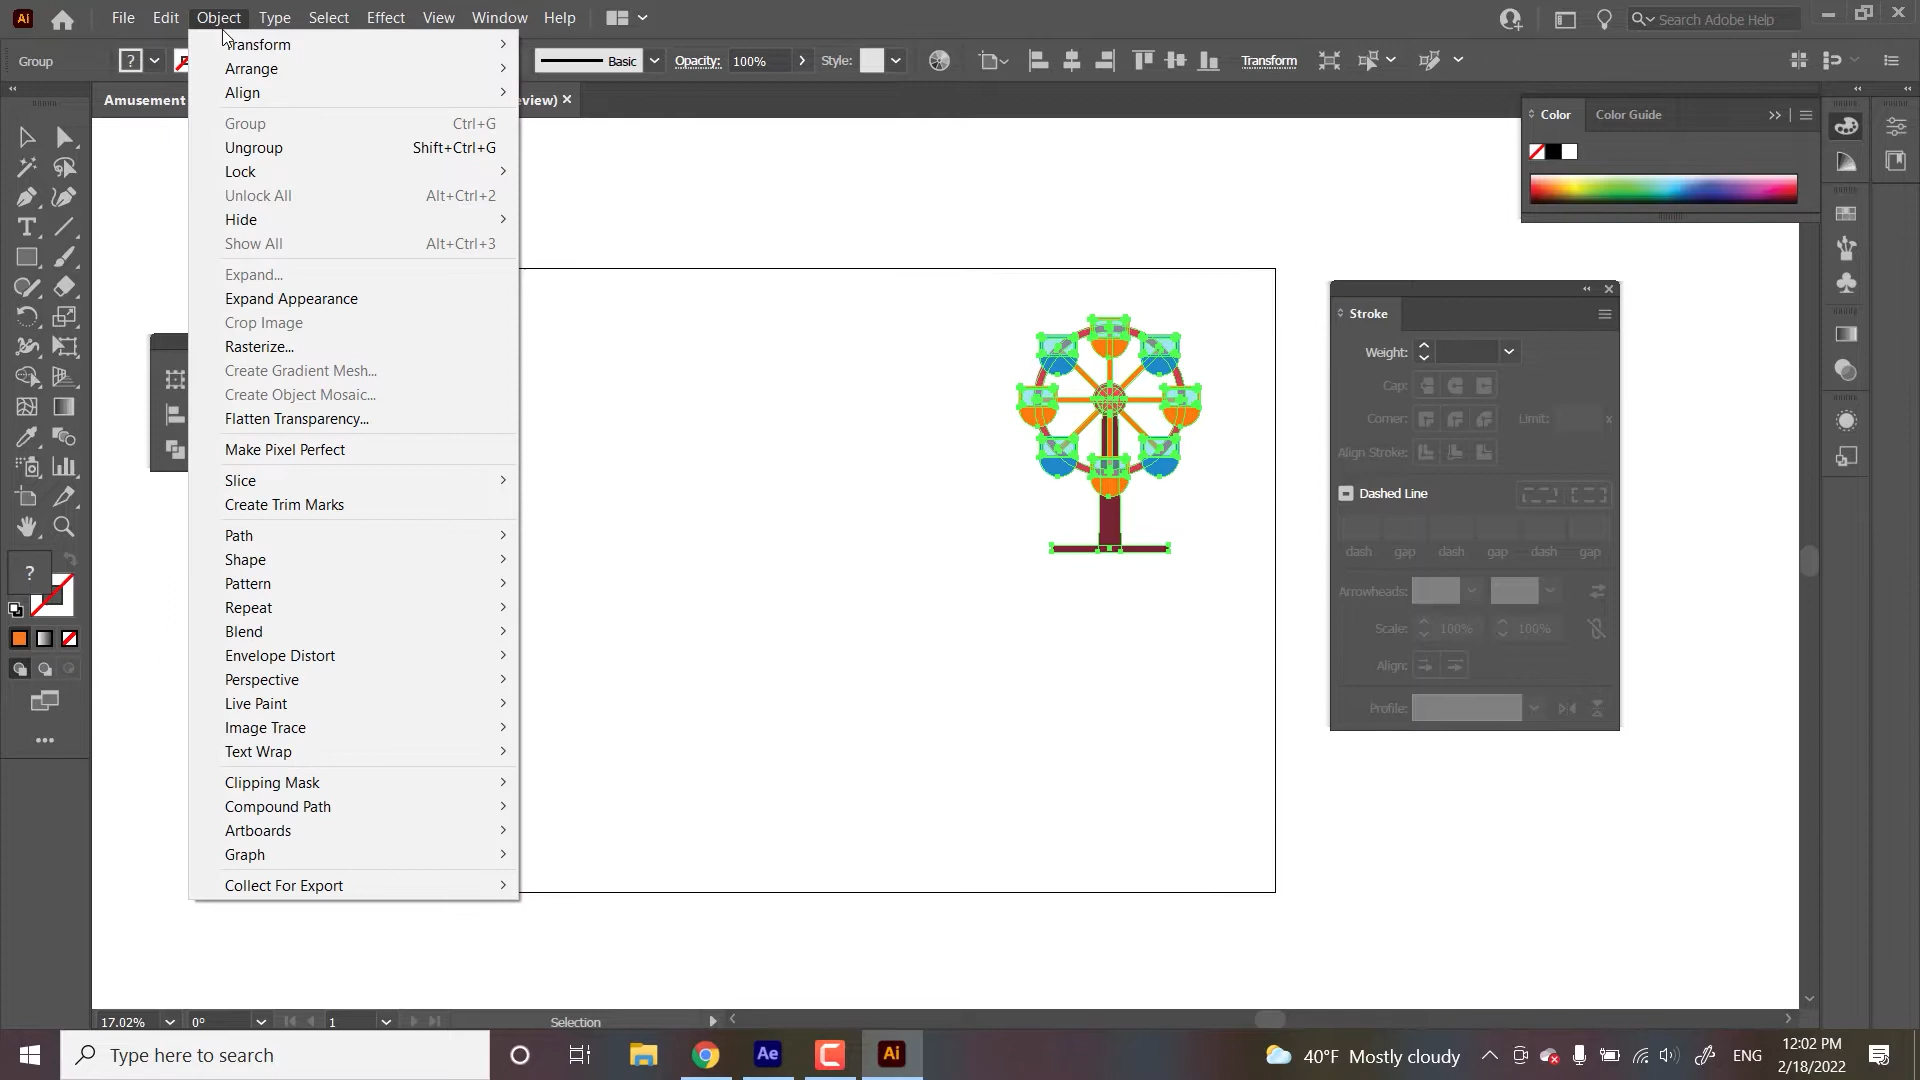 Ai File Edit Object Type Select Effect View Window Help Search Adobe Help
Group ? Basic Opacity: 100% Style: Transform
Amusement eview) ×
Color Color Guide
Transform
Arrange
Align
Group Ctrl+G
Ungroup Shift+Ctrl+G
Lock
Unlock All Alt+Ctrl+2
Hide
Show All Alt+Ctrl+3
Expand...
Expand Appearance
Crop Image
Rasterize...
Create Gradient Mesh...
Create Object Mosaic...
Flatten Transparency...
Make Pixel Perfect
Slice
Create Trim Marks
Path
Shape
Pattern
Repeat
Blend
Envelope Distort
Perspective
Live Paint
Image Trace
Text Wrap
Clipping Mask
Compound Path
Artboards
Graph
Collect For Export
?
Stroke
Weight:
Cap:
Corner: Limit: x
Align Stroke:
Dashed Line
dash gap dash gap dash gap
Arrowheads:
Scale: 100% 100%
Align:
Profile:
17.02% 0° 1 Selection
Type here to search Ae Ai 40°F Mostly cloudy ENG 12:02 PM
2/18/2022